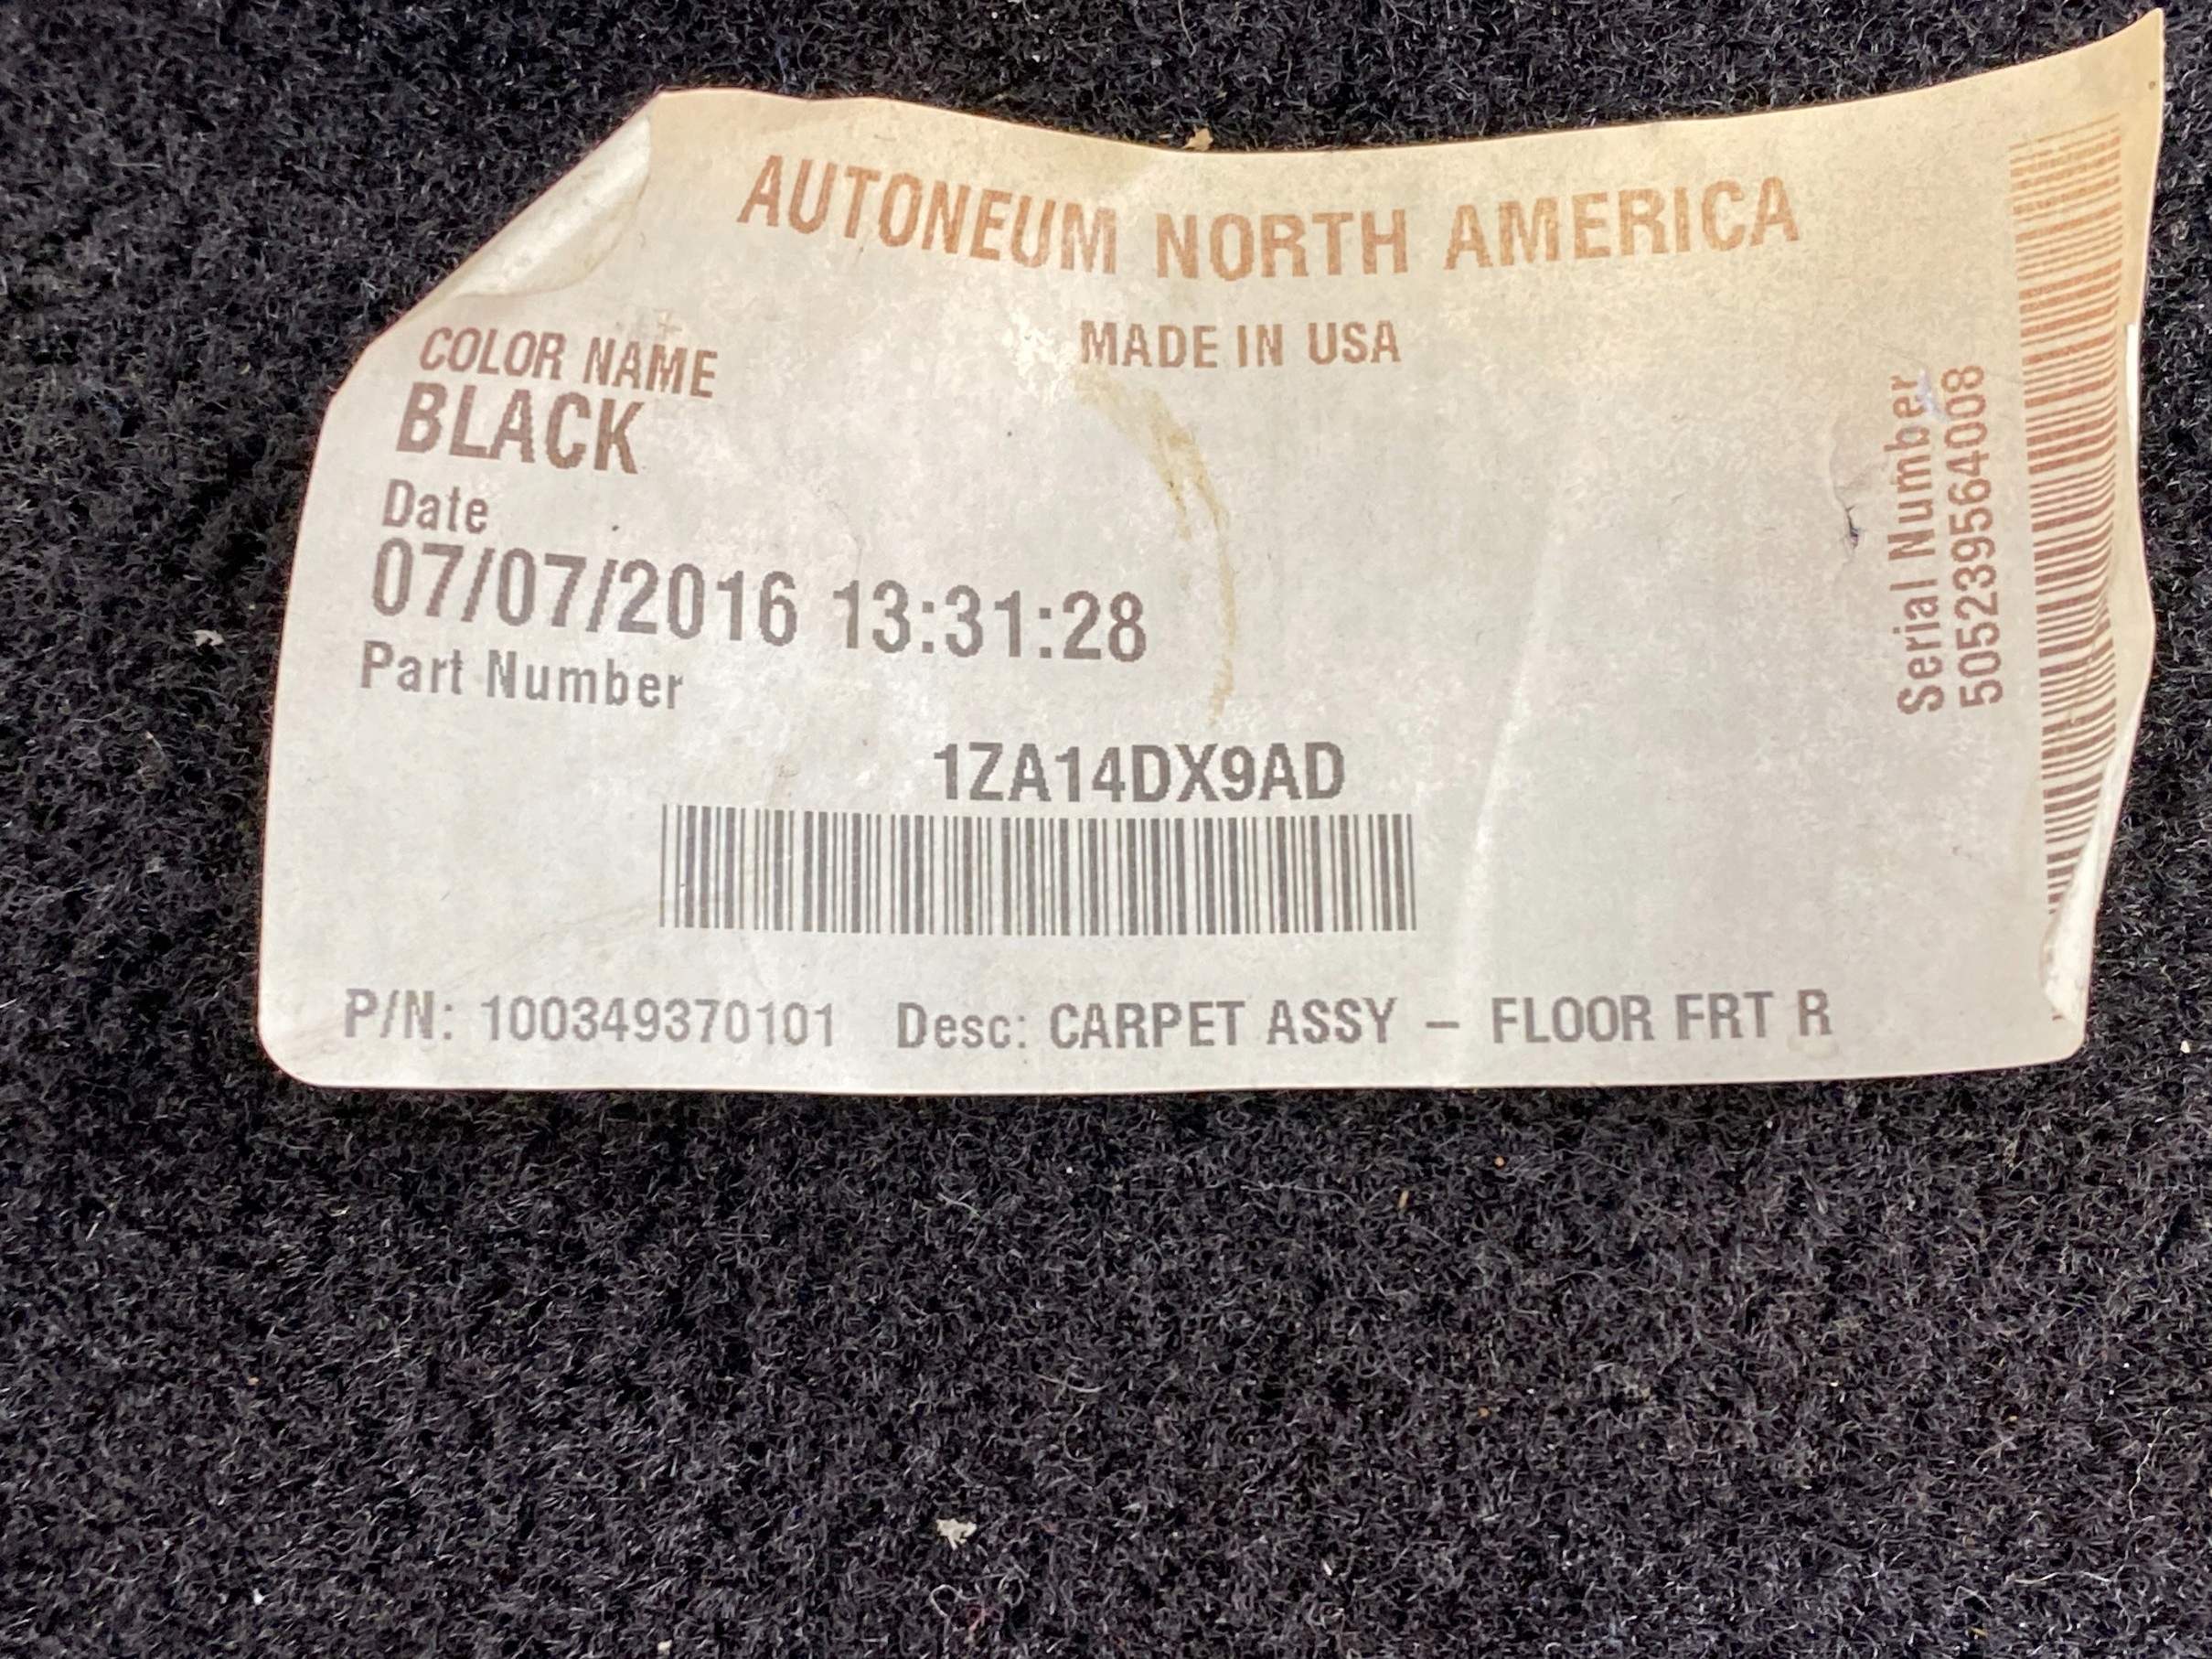 AUTONEUM NORTH AMERICA
MADE IN USA
COLOR NAME
BLACK
Date
07/07/2016 13:31:28
Part Number
1ZA14DX9AD
P/N: 100349370101 Desc: CARPET ASSY – FLOOR FRT R
Serial Number
505239564008